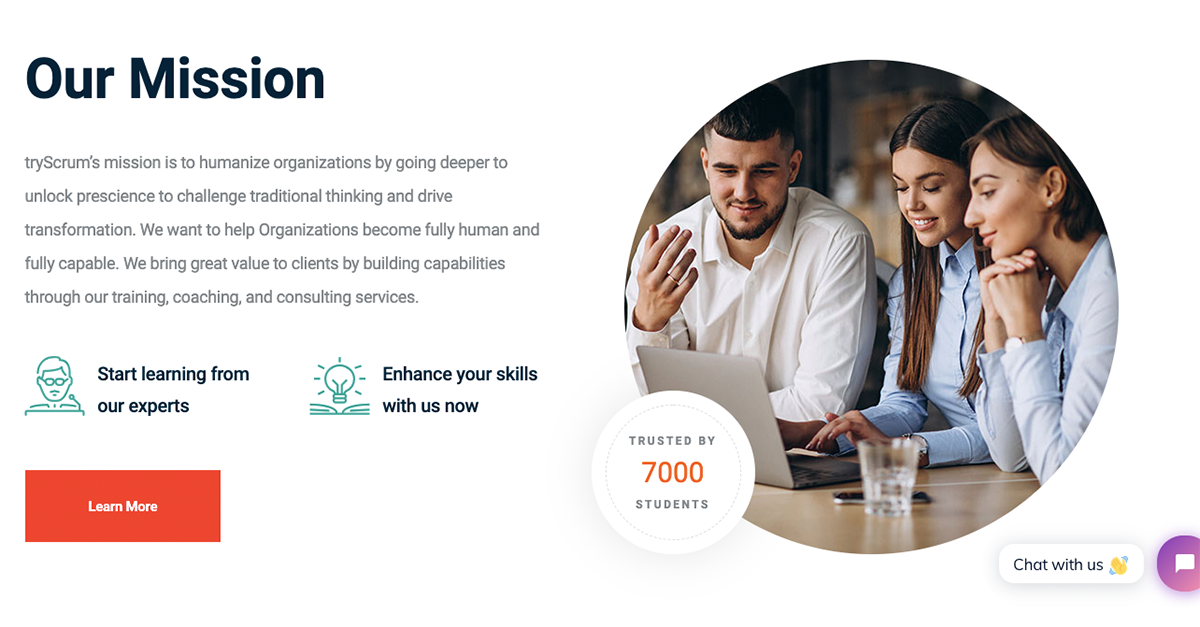 Our Mission
tryScrum's mission is to humanize organizations by going deeper to
unlock prescience to challenge traditional thinking and drive
transformation. We want to help Organizations become fully human and
fully capable. We bring great value to clients by building capabilities
through our training, coaching, and consulting services.
Start learning from
our experts
Enhance your skills
with us now
Learn More
TRUSTED BY
7000
STUDENTS
Chat with us 👋